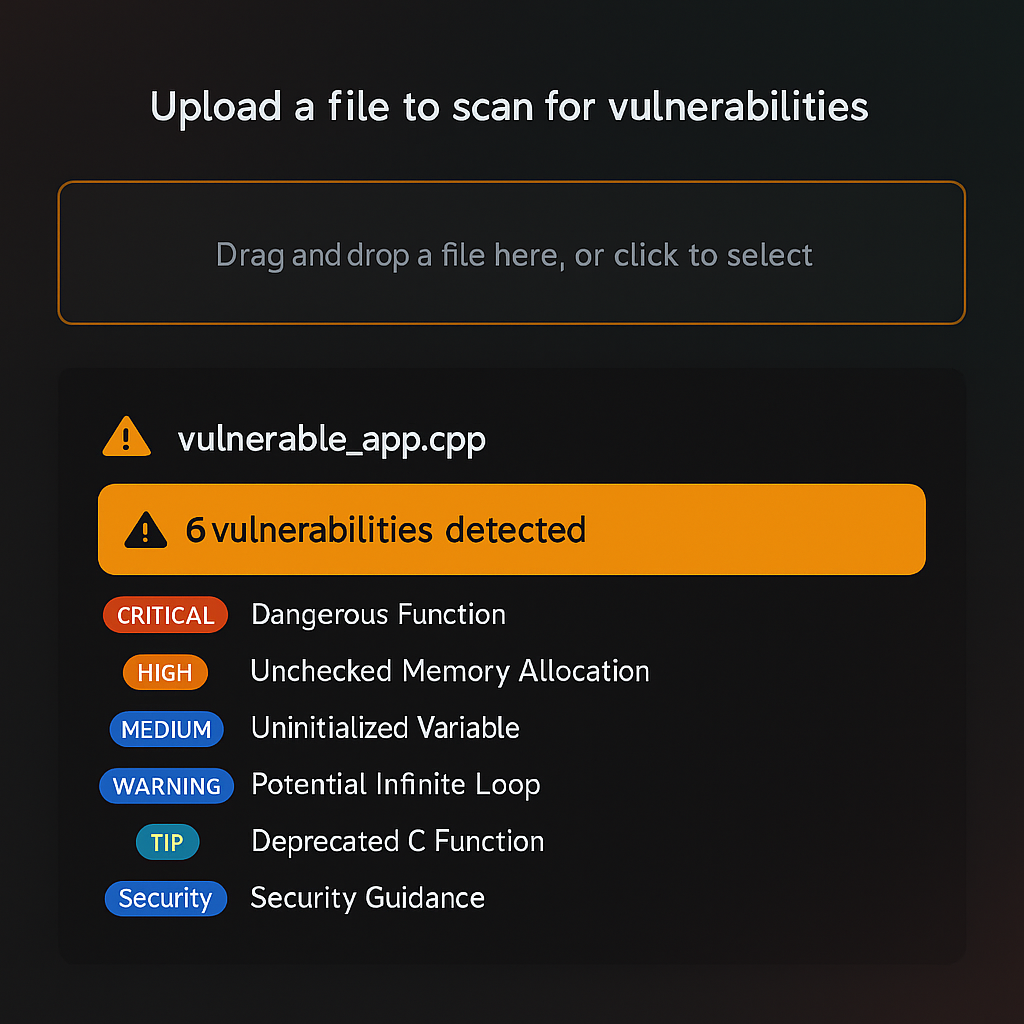 Upload a file to scan for vulnerabilities
Drag and drop a file here, or click to select
vulnerable_app.cpp
6 vulnerabilities detected
CRITICAL Dangerous Function
HIGH Unchecked Memory Allocation
MEDIUM Uninitialized Variable
WARNING Potential Infinite Loop
TIP Deprecated C Function
Security Security Guidance